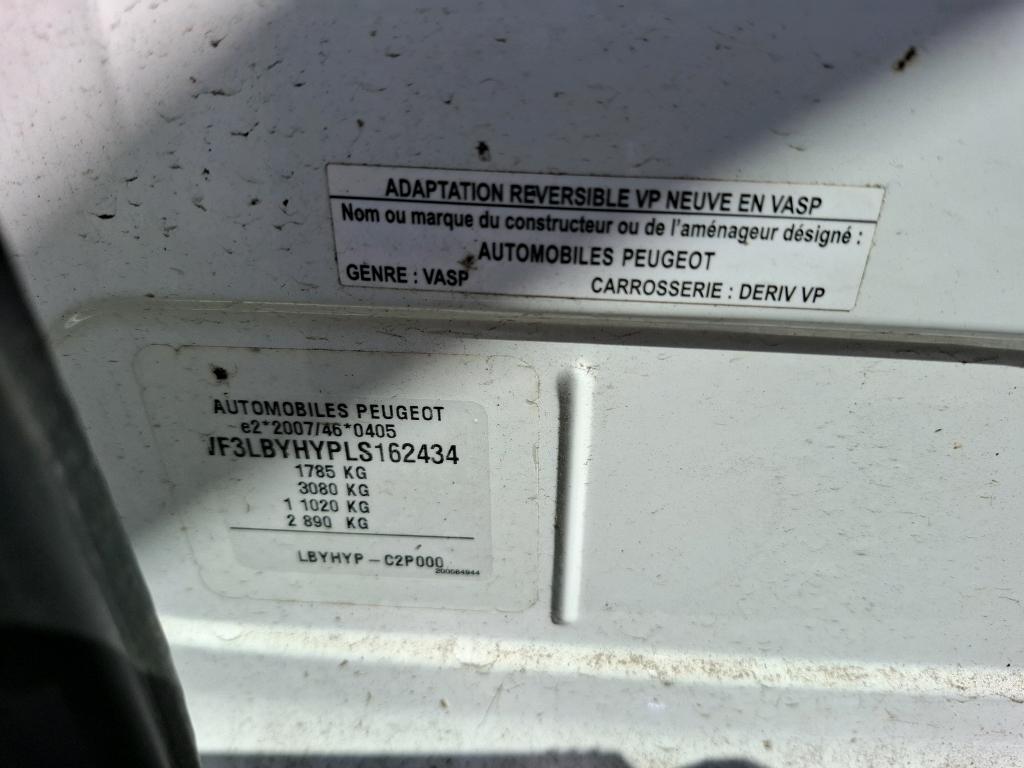 ADAPTATION REVERSIBLE VP NEUVE EN VASP
Nom ou marque du constructeur ou de l'aménageur désigné :
AUTOMOBILES PEUGEOT
GENRE : VASP CARROSSERIE : DERIV VP
AUTOMOBILES PEUGEOT
e2*2007/46*0405
VF3LBYHYPLS162434
1785 KG
3080 KG
1 1020 KG
2 890 KG
LBYHYP - C2P000
200084944